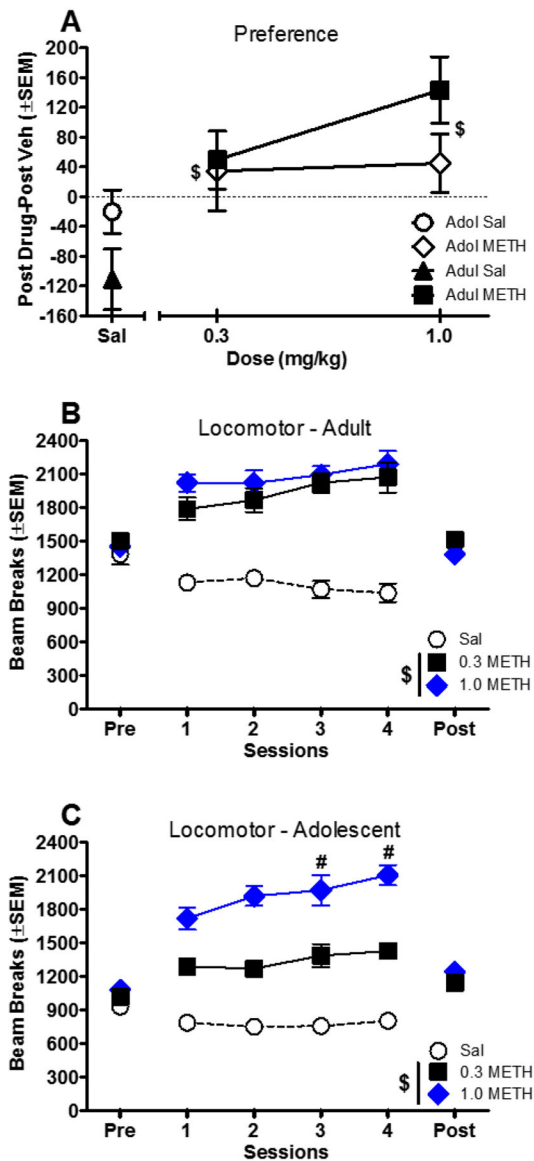 A
Preference
Post Drug-Post Veh (±SEM)
200
160
120
80
40
0
-40
-80
-120
-160
$
$
Adol Sal
Adol METH
Adul Sal
Adul METH
Sal
0.3
1.0
Dose (mg/kg)
B
Locomotor - Adult
Beam Breaks (±SEM)
2400
2100
1800
1500
1200
900
600
300
0
Sal
$
0.3 METH
1.0 METH
Pre
1
2
3
4
Post
Sessions
C
Locomotor - Adolescent
Beam Breaks (±SEM)
2400
2100
1800
1500
1200
900
600
300
0
#
#
Sal
$
0.3 METH
1.0 METH
Pre
1
2
3
4
Post
Sessions